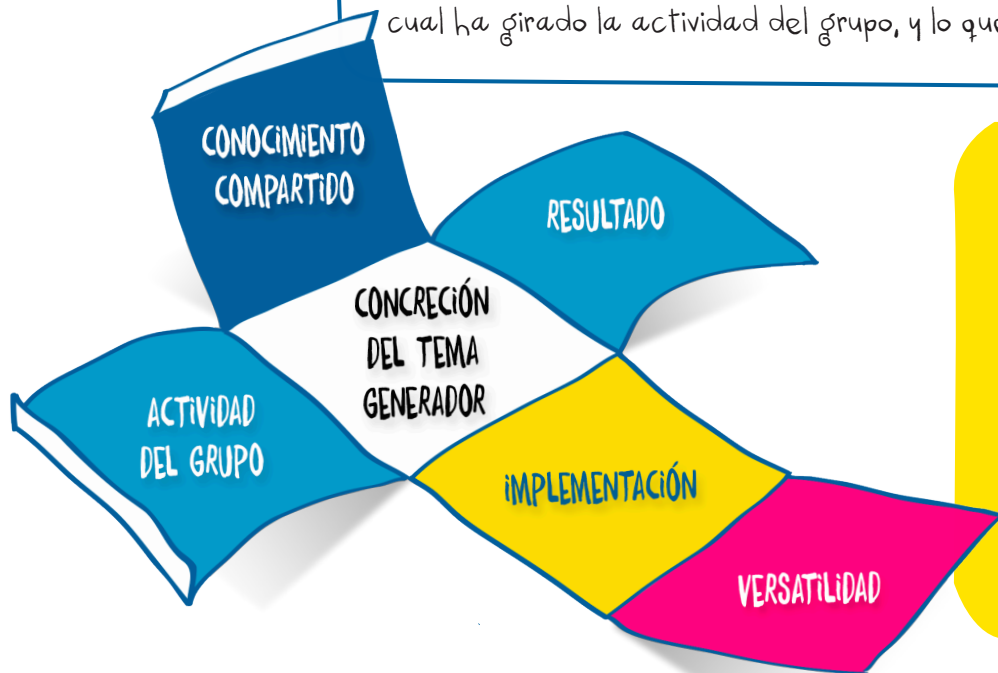 cual ha girado la actividad del grupo, y lo que
CONOCIMIENTO
COMPARTIDO
RESULTADO
CONCRECIÓN
DEL TEMA
GENERADOR
ACTIVIDAD
DEL GRUPO
IMPLEMENTACIÓN
VERSATILIDAD